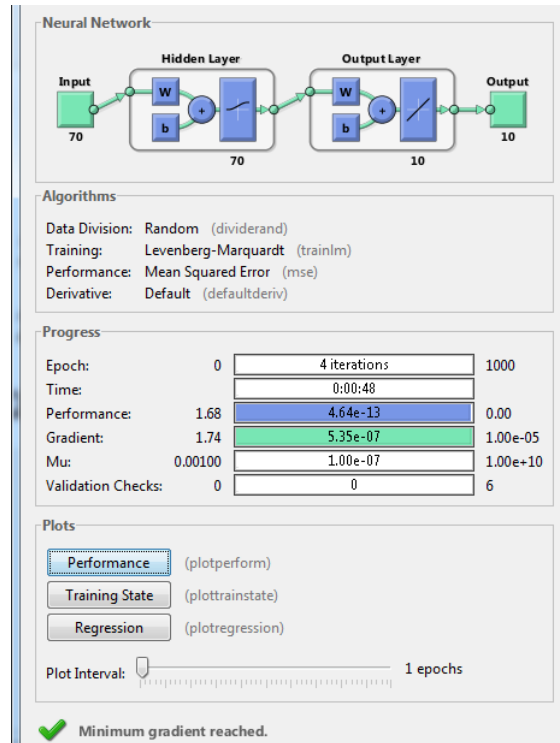 Neural Network
Hidden Layer Output Layer
Input Output
W W
+ +
b b
70 10
70 10
Algorithms
Data Division: Random (dividerand)
Training: Levenberg-Marquardt (trainlm)
Performance: Mean Squared Error (mse)
Derivative: Default (defaultderiv)
Progress
Epoch: 0 4 iterations 1000
Time: 0:00:48
Performance: 1.68 4.64e-13 0.00
Gradient: 1.74 5.35e-07 1.00e-05
Mu: 0.00100 1.00e-07 1.00e+10
Validation Checks: 0 0 6
Plots
Performance (plotperform)
Training State (plottrainstate)
Regression (plotregression)
Plot Interval: 1 epochs
Minimum gradient reached.